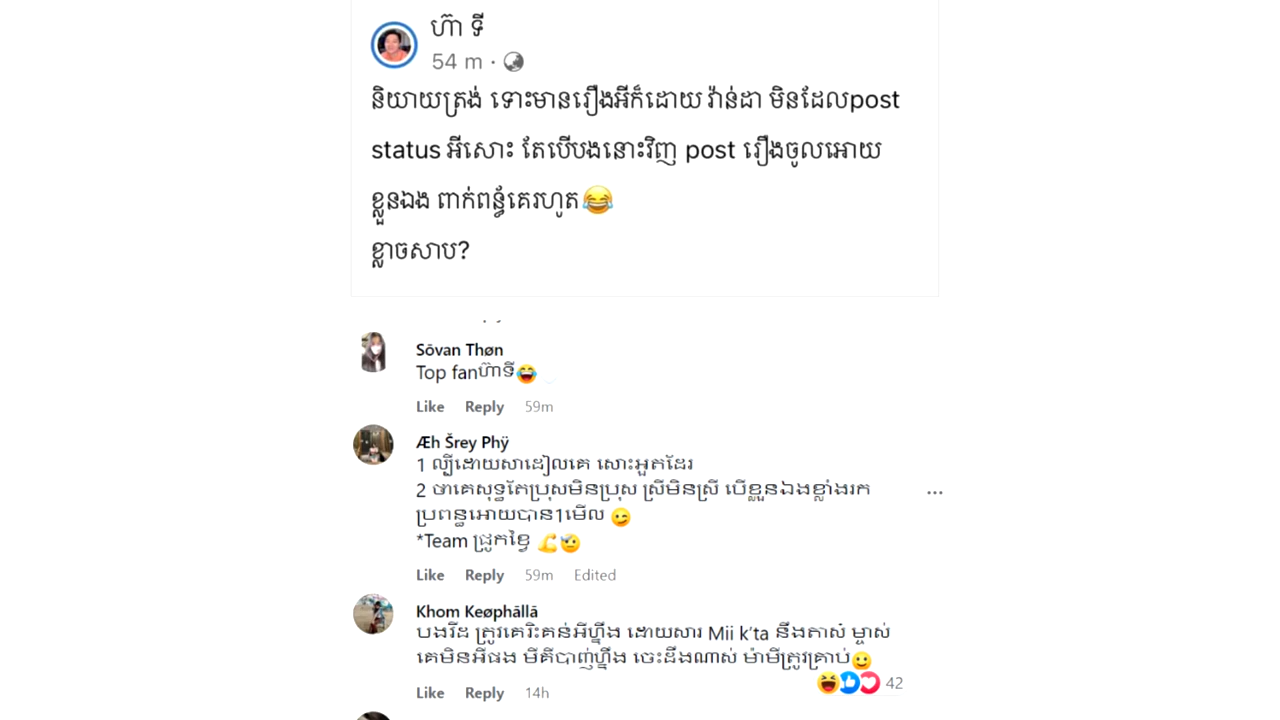 ហ៊ា ទី
54 m ·
និយាយត្រង់ ទោះមានរឿងអីក៏ដោយ វ៉ាន់ដា មិនដែលpost
status អីសោះ តែបើបងនោះវិញ post រឿងចូលអោយ
ខ្លួនឯង ពាក់ពន្ធ័គេរហូត😂
ខ្លាចសាប?
Sōvan Thøn
Top fanហ៊ាទី😂
Like Reply 59m
Æh Šrey Phÿ
1 ល្បីដោយសាដៀលគេ សោះអួតដែរ
2 ថាគេសុទ្ធតែប្រុសមិនប្រុស ស្រីមិនស្រី បើខ្លួនឯងខ្លាំងរក
ប្រពន្ធអោយបាន1មើល 😉
*Team ជ្រូកខ្វៃ 💪🤕
Like Reply 59m Edited
Khom Keøphāllā
បងរីដ ត្រូវគេរិះគន់អីហ្នឹង ដោយសារ Mii k'ta នឹងតាស់ ម្ចាស់
គេមិនអីផង មីគីបាញ់ហ្នឹង ចេះដឹងណាស់ ម៉ាមីត្រូវគ្រាប់🙂
42
Like Reply 14h